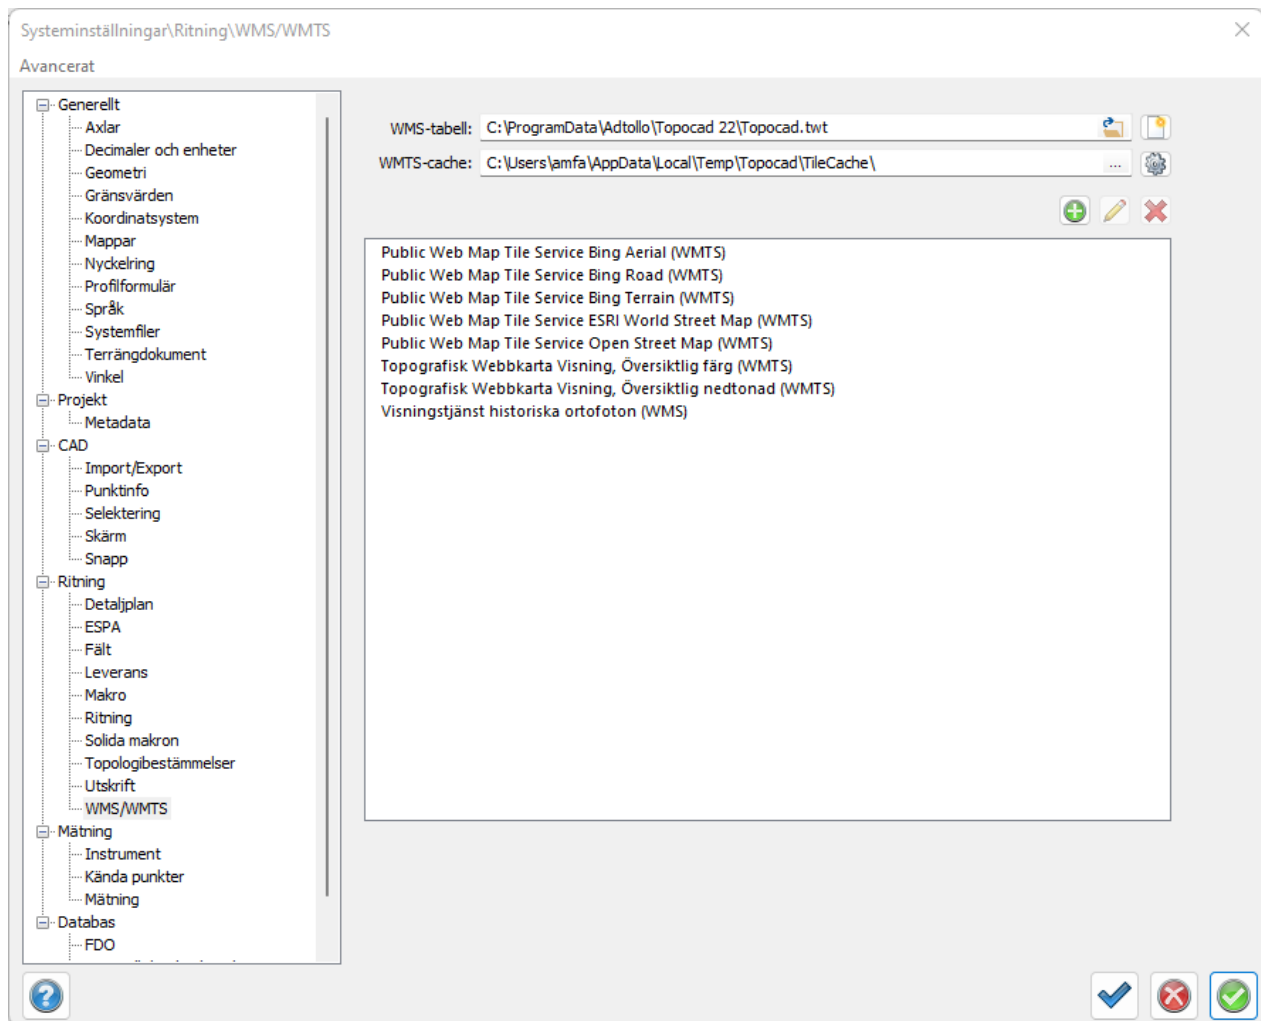 Systeminställningar\Ritning\WMS/WMTS
Avancerat
Generellt
Axlar
Decimaler och enheter
Geometri
Gränsvärden
Koordinatsystem
Mappar
Nyckelring
Profilformulär
Språk
Systemfiler
Terrängdokument
Vinkel
Projekt
Metadata
CAD
Import/Export
Punktinfo
Selektering
Skärm
Snapp
Ritning
Detaljplan
ESPA
Fält
Leverans
Makro
Ritning
Solida makron
Topologibestämmelser
Utskrift
WMS/WMTS
Mätning
Instrument
Kända punkter
Mätning
Databas
FDO
WMS-tabell: C:\ProgramData\Adtollo\Topocad 22\Topocad.twt
WMTS-cache: C:\Users\amfa\AppData\Local\Temp\Topocad\TileCache\ ...
Public Web Map Tile Service Bing Aerial (WMTS)
Public Web Map Tile Service Bing Road (WMTS)
Public Web Map Tile Service Bing Terrain (WMTS)
Public Web Map Tile Service ESRI World Street Map (WMTS)
Public Web Map Tile Service Open Street Map (WMTS)
Topografisk Webbkarta Visning, Översiktlig färg (WMTS)
Topografisk Webbkarta Visning, Översiktlig nedtonad (WMTS)
Visningstjänst historiska ortofoton (WMS)